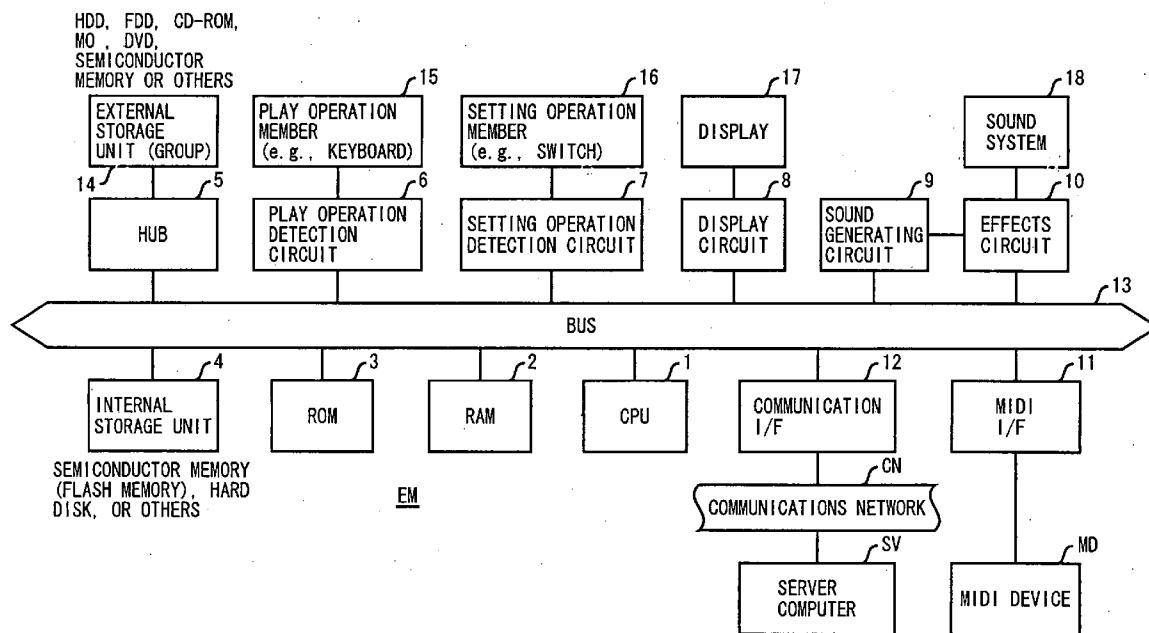 HDD, FDD, CD-ROM,
MO , DVD,
SEMICONDUCTOR
MEMORY OR OTHERS
15
16
17
18
EXTERNAL
STORAGE
UNIT (GROUP)
PLAY OPERATION
MEMBER
(e.g., KEYBOARD)
SETTING OPERATION
MEMBER
(e.g., SWITCH)
DISPLAY
SOUND
SYSTEM
14
5
6
7
8
9
10
HUB
PLAY OPERATION
DETECTION
CIRCUIT
SETTING OPERATION
DETECTION CIRCUIT
DISPLAY
CIRCUIT
SOUND
GENERATING
CIRCUIT
EFFECTS
CIRCUIT
13
BUS
4
3
2
1
12
11
INTERNAL
STORAGE UNIT
ROM
RAM
CPU
COMMUNICATION
I/F
MIDI
I/F
SEMICONDUCTOR MEMORY
(FLASH MEMORY), HARD
DISK, OR OTHERS
EM
CN
COMMUNICATIONS NETWORK
SV
MD
SERVER
COMPUTER
MIDI DEVICE